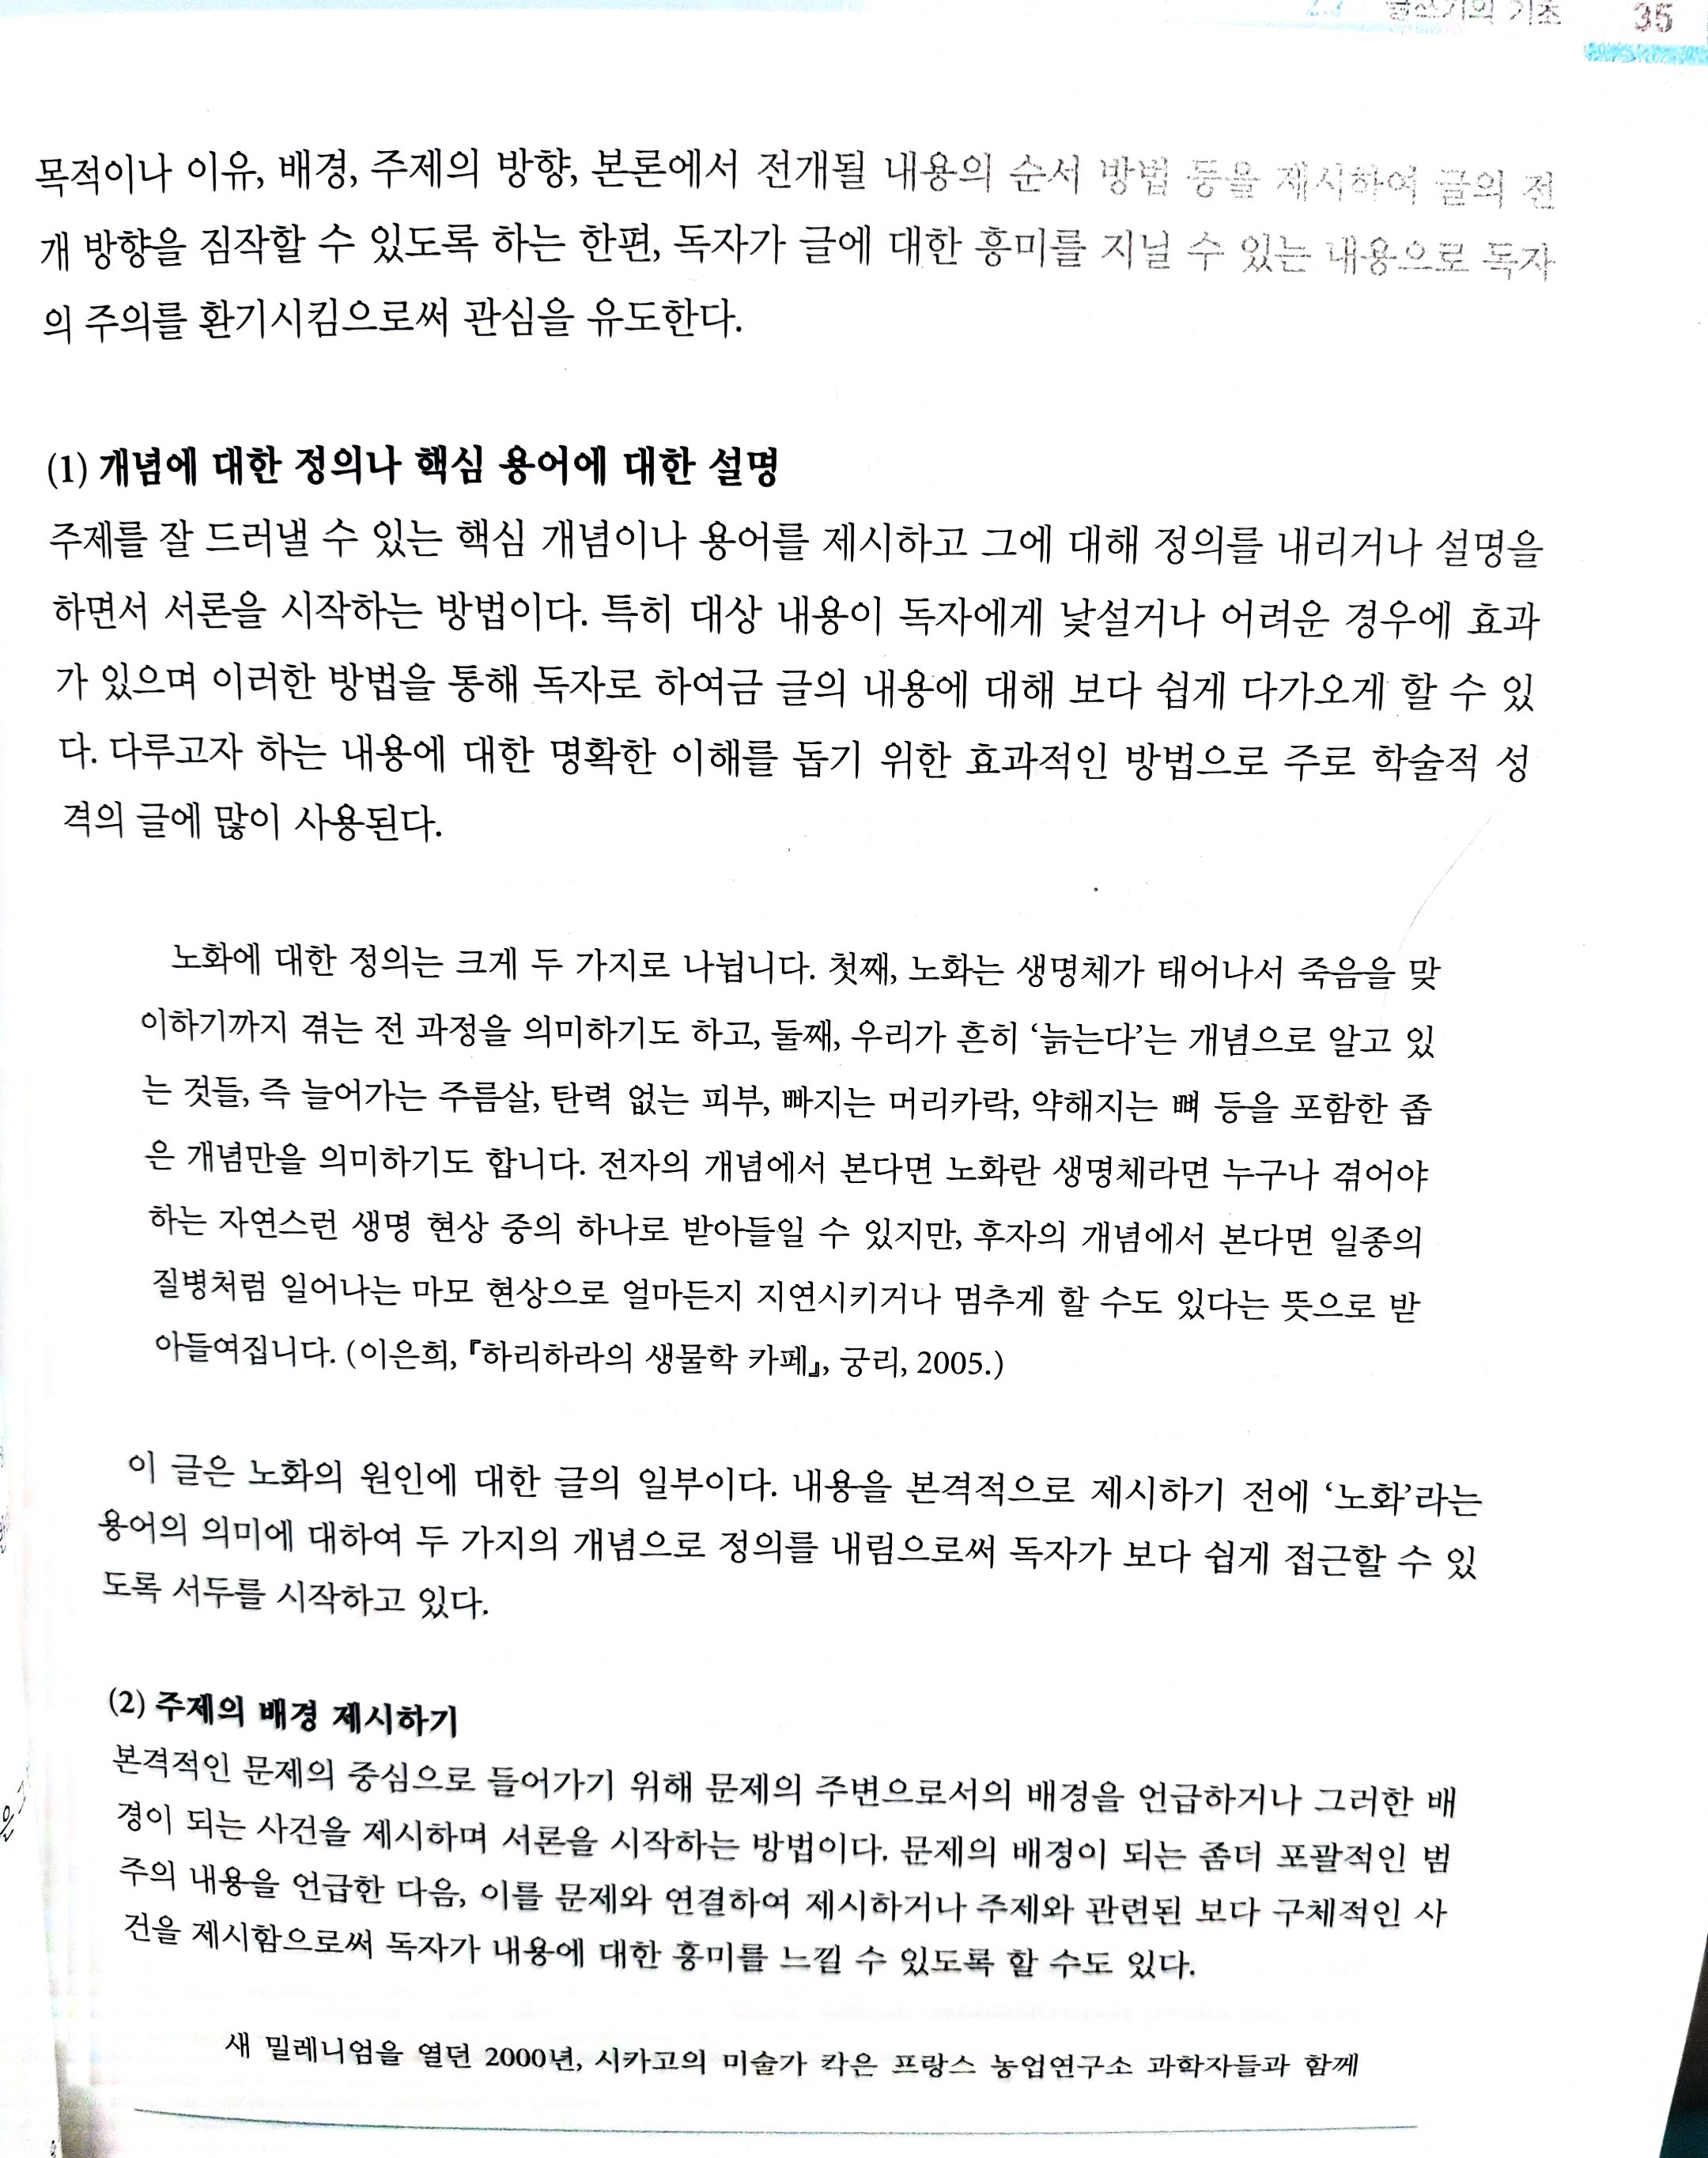 2.3 글쓰기의 기초 35
목적이나 이유, 배경, 주제의 방향, 본론에서 전개될 내용의 순서 방법 등을 제시하여 글의 전
개 방향을 짐작할 수 있도록 하는 한편, 독자가 글에 대한 흥미를 지닐 수 있는 내용으로 독자
의 주의를 환기시킴으로써 관심을 유도한다.
(1) 개념에 대한 정의나 핵심 용어에 대한 설명
주제를 잘 드러낼 수 있는 핵심 개념이나 용어를 제시하고 그에 대해 정의를 내리거나 설명을
하면서 서론을 시작하는 방법이다. 특히 대상 내용이 독자에게 낯설거나 어려운 경우에 효과
가 있으며 이러한 방법을 통해 독자로 하여금 글의 내용에 대해 보다 쉽게 다가오게 할 수 있
다. 다루고자 하는 내용에 대한 명확한 이해를 돕기 위한 효과적인 방법으로 주로 학술적 성
격의 글에 많이 사용된다.
노화에 대한 정의는 크게 두 가지로 나뉩니다. 첫째, 노화는 생명체가 태어나서 죽음을 맞
이하기까지 겪는 전 과정을 의미하기도 하고, 둘째, 우리가 흔히 ‘늙는다’는 개념으로 알고 있
는 것들, 즉 늘어가는 주름살, 탄력 없는 피부, 빠지는 머리카락, 약해지는 뼈 등을 포함한 좁
은 개념만을 의미하기도 합니다. 전자의 개념에서 본다면 노화란 생명체라면 누구나 겪어야
하는 자연스런 생명 현상 중의 하나로 받아들일 수 있지만, 후자의 개념에서 본다면 일종의
질병처럼 일어나는 마모 현상으로 얼마든지 지연시키거나 멈추게 할 수도 있다는 뜻으로 받
아들여집니다. (이은희, 『하리하라의 생물학 카페』, 궁리, 2005.)
이 글은 노화의 원인에 대한 글의 일부이다. 내용을 본격적으로 제시하기 전에 ‘노화’라는
용어의 의미에 대하여 두 가지의 개념으로 정의를 내림으로써 독자가 보다 쉽게 접근할 수 있
도록 서두를 시작하고 있다.
(2) 주제의 배경 제시하기
본격적인 문제의 중심으로 들어가기 위해 문제의 주변으로서의 배경을 언급하거나 그러한 배
경이 되는 사건을 제시하며 서론을 시작하는 방법이다. 문제의 배경이 되는 좀더 포괄적인 범
주의 내용을 언급한 다음, 이를 문제와 연결하여 제시하거나 주제와 관련된 보다 구체적인 사
건을 제시함으로써 독자가 내용에 대한 흥미를 느낄 수 있도록 할 수도 있다.
새 밀레니엄을 열던 2000년, 시카고의 미술가 칵은 프랑스 농업연구소 과학자들과 함께